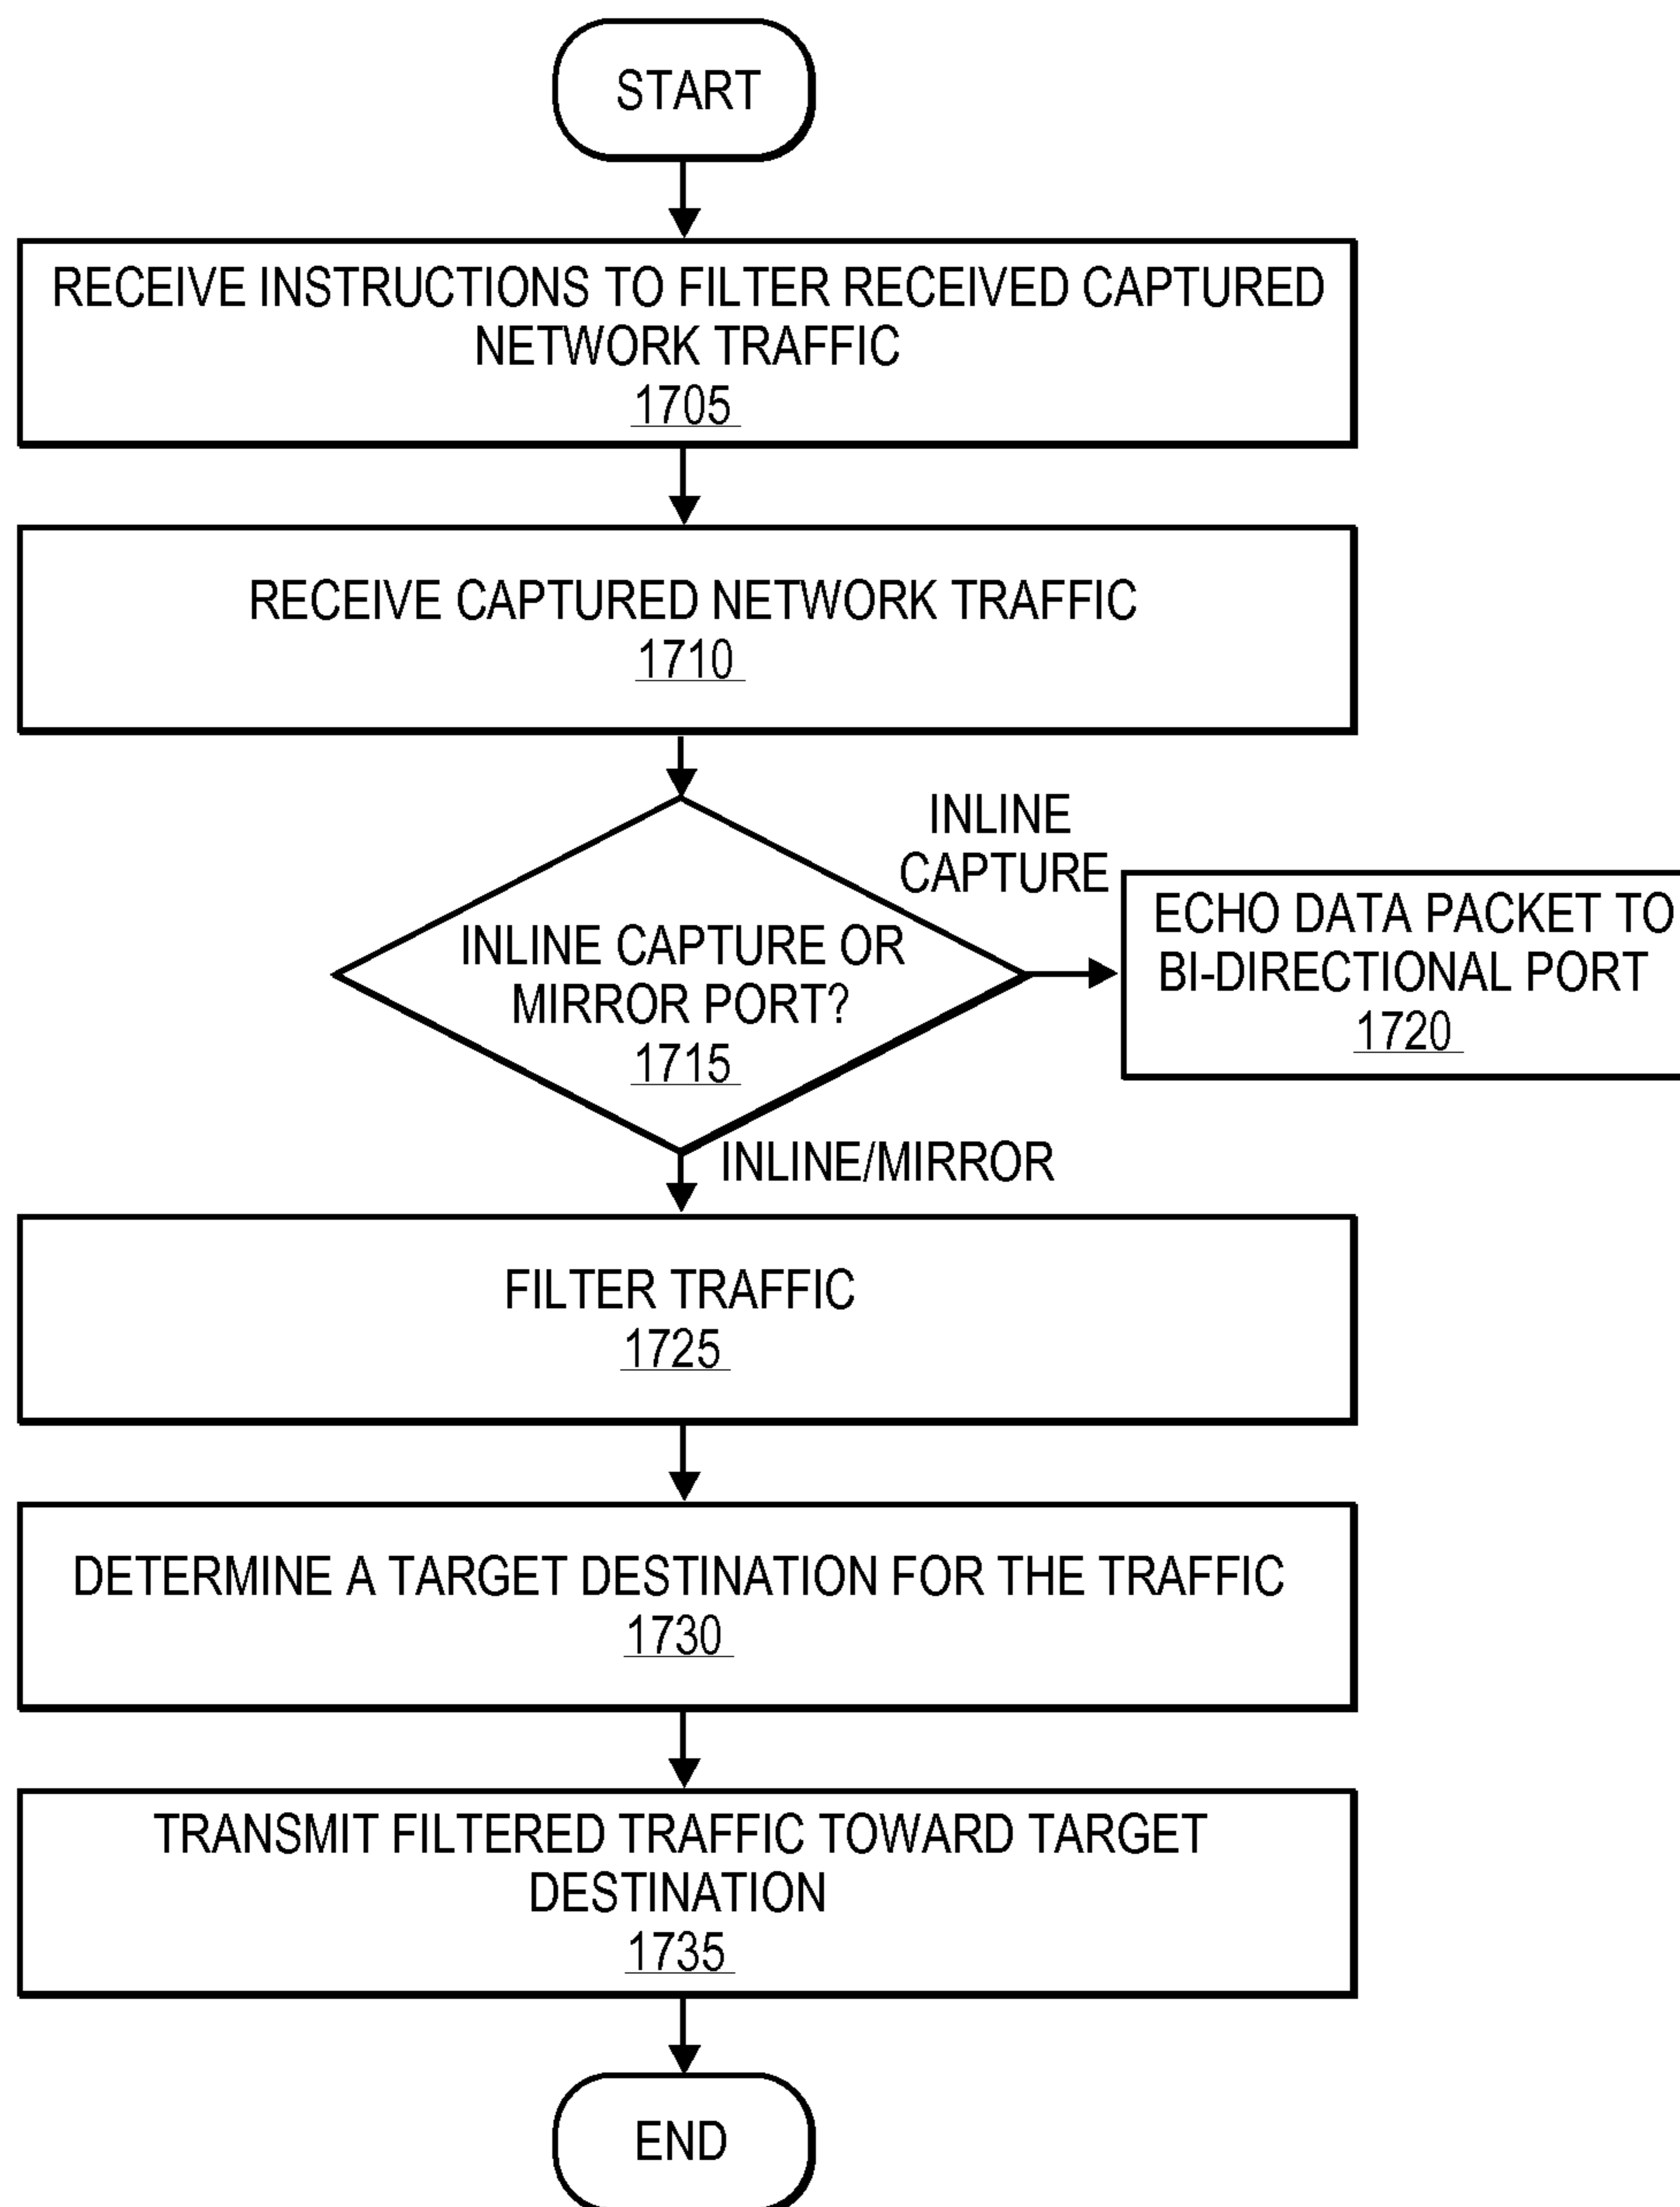 START
RECEIVE INSTRUCTIONS TO FILTER RECEIVED CAPTURED
NETWORK TRAFFIC
1705
RECEIVE CAPTURED NETWORK TRAFFIC
1710
INLINE CAPTURE OR
MIRROR PORT?
1715
INLINE
CAPTURE
ECHO DATA PACKET TO
BI-DIRECTIONAL PORT
1720
INLINE/MIRROR
FILTER TRAFFIC
1725
DETERMINE A TARGET DESTINATION FOR THE TRAFFIC
1730
TRANSMIT FILTERED TRAFFIC TOWARD TARGET
DESTINATION
1735
END